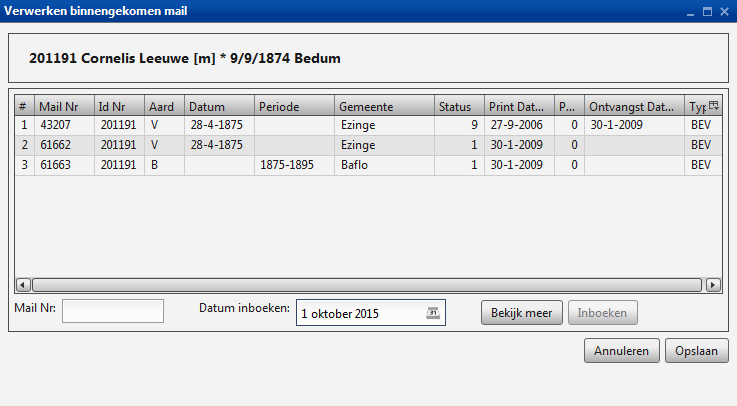 Verwerken binnengekomen mail
201191 Cornelis Leeuwe [m] * 9/9/1874 Bedum
# Mail Nr Id Nr Aard Datum Periode Gemeente Status Print Dat... P... Ontvangst Dat... Typ
1 43207 201191 V 28-4-1875 Ezinge 9 27-9-2006 0 30-1-2009 BEV
2 61662 201191 V 28-4-1875 Ezinge 1 30-1-2009 0 BEV
3 61663 201191 B 1875-1895 Baflo 1 30-1-2009 0 BEV
Mail Nr: Datum inboeken: 1 oktober 2015 31 Bekijk meer Inboeken
Annuleren Opslaan